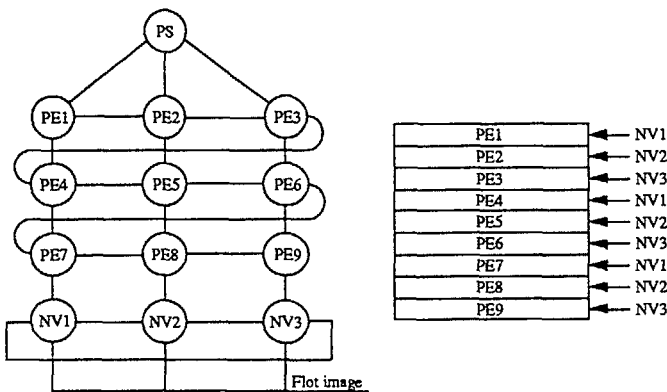 PS
PE1 PE2 PE3
PE4 PE5 PE6
PE7 PE8 PE9
NV1 NV2 NV3
Flot image
PE1 NV1
PE2 NV2
PE3 NV3
PE4 NV1
PE5 NV2
PE6 NV3
PE7 NV1
PE8 NV2
PE9 NV3